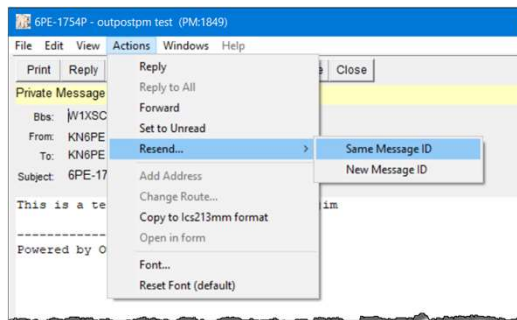 6PE-1754P - outpostpm test (PM:1849)
File Edit View Actions Windows Help
Print Reply Close
Private Message
Bbs: W1XSC
From: KN6PE
To: KN6PE
Subject: 6PE-17
This is a te im
Powered by O
Reply
Reply to All
Forward
Set to Unread
Resend... >
Add Address
Change Route...
Copy to Ics213mm format
Open in form
Font...
Reset Font (default)
Same Message ID
New Message ID